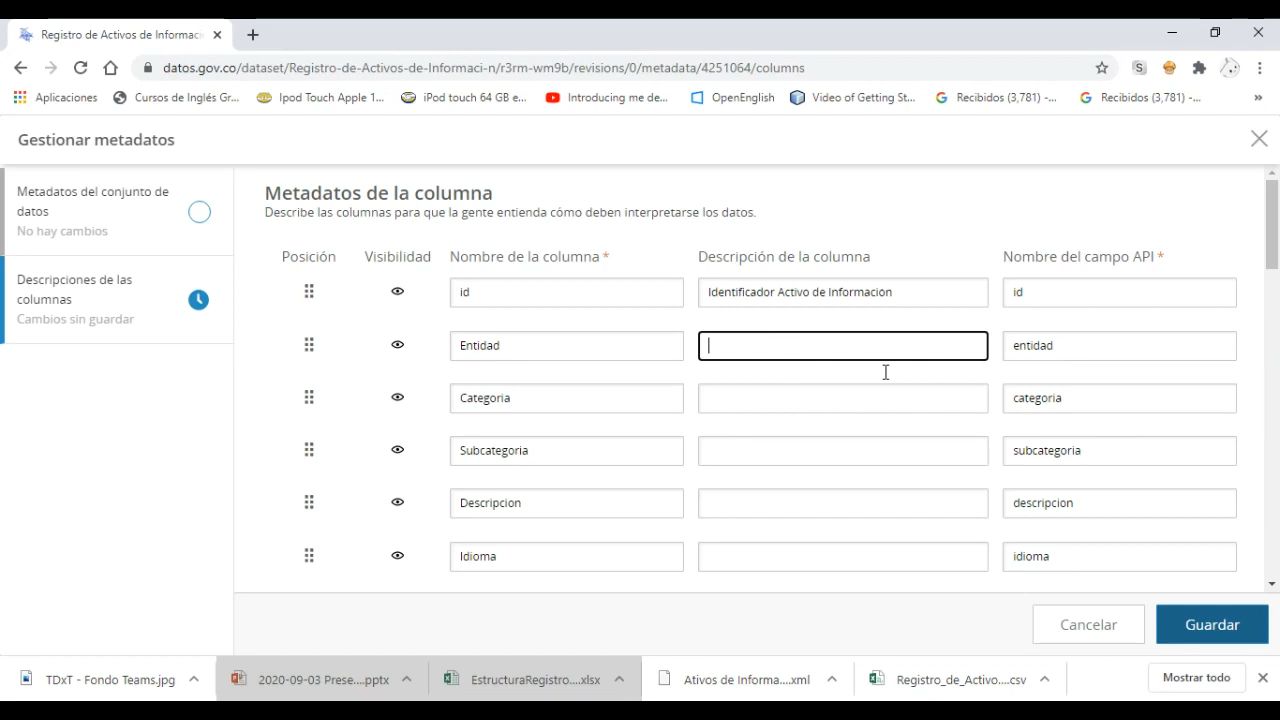 Registro de Activos de Informaci
datos.gov.co/dataset/Registro-de-Activos-de-Informaci-n/r3rm-wm9b/revisions/0/metadata/4251064/columns
Aplicaciones
Cursos de Inglés Gr...
Ipod Touch Apple 1...
iPod touch 64 GB e...
Introducing me de...
OpenEnglish
Video of Getting St...
Recibidos (3,781) -...
Recibidos (3,781) -...
»
Gestionar metadatos
Metadatos del conjunto de
datos
No hay cambios
Descripciones de las
columnas
Cambios sin guardar
Metadatos de la columna
Describe las columnas para que la gente entienda cómo deben interpretarse los datos.
Posición Visibilidad Nombre de la columna * Descripción de la columna Nombre del campo API *
id Identificador Activo de Información id
Entidad entidad
Categoria categoria
Subcategoria subcategoria
Descripcion descripcion
Idioma idioma
Cancelar Guardar
TDxT - Fondo Teams.jpg
2020-09-03 Prese....pptx
EstructuraRegistro....xlsx
Ativos de Informa....xml
Registro_de_Activo....csv
Mostrar todo